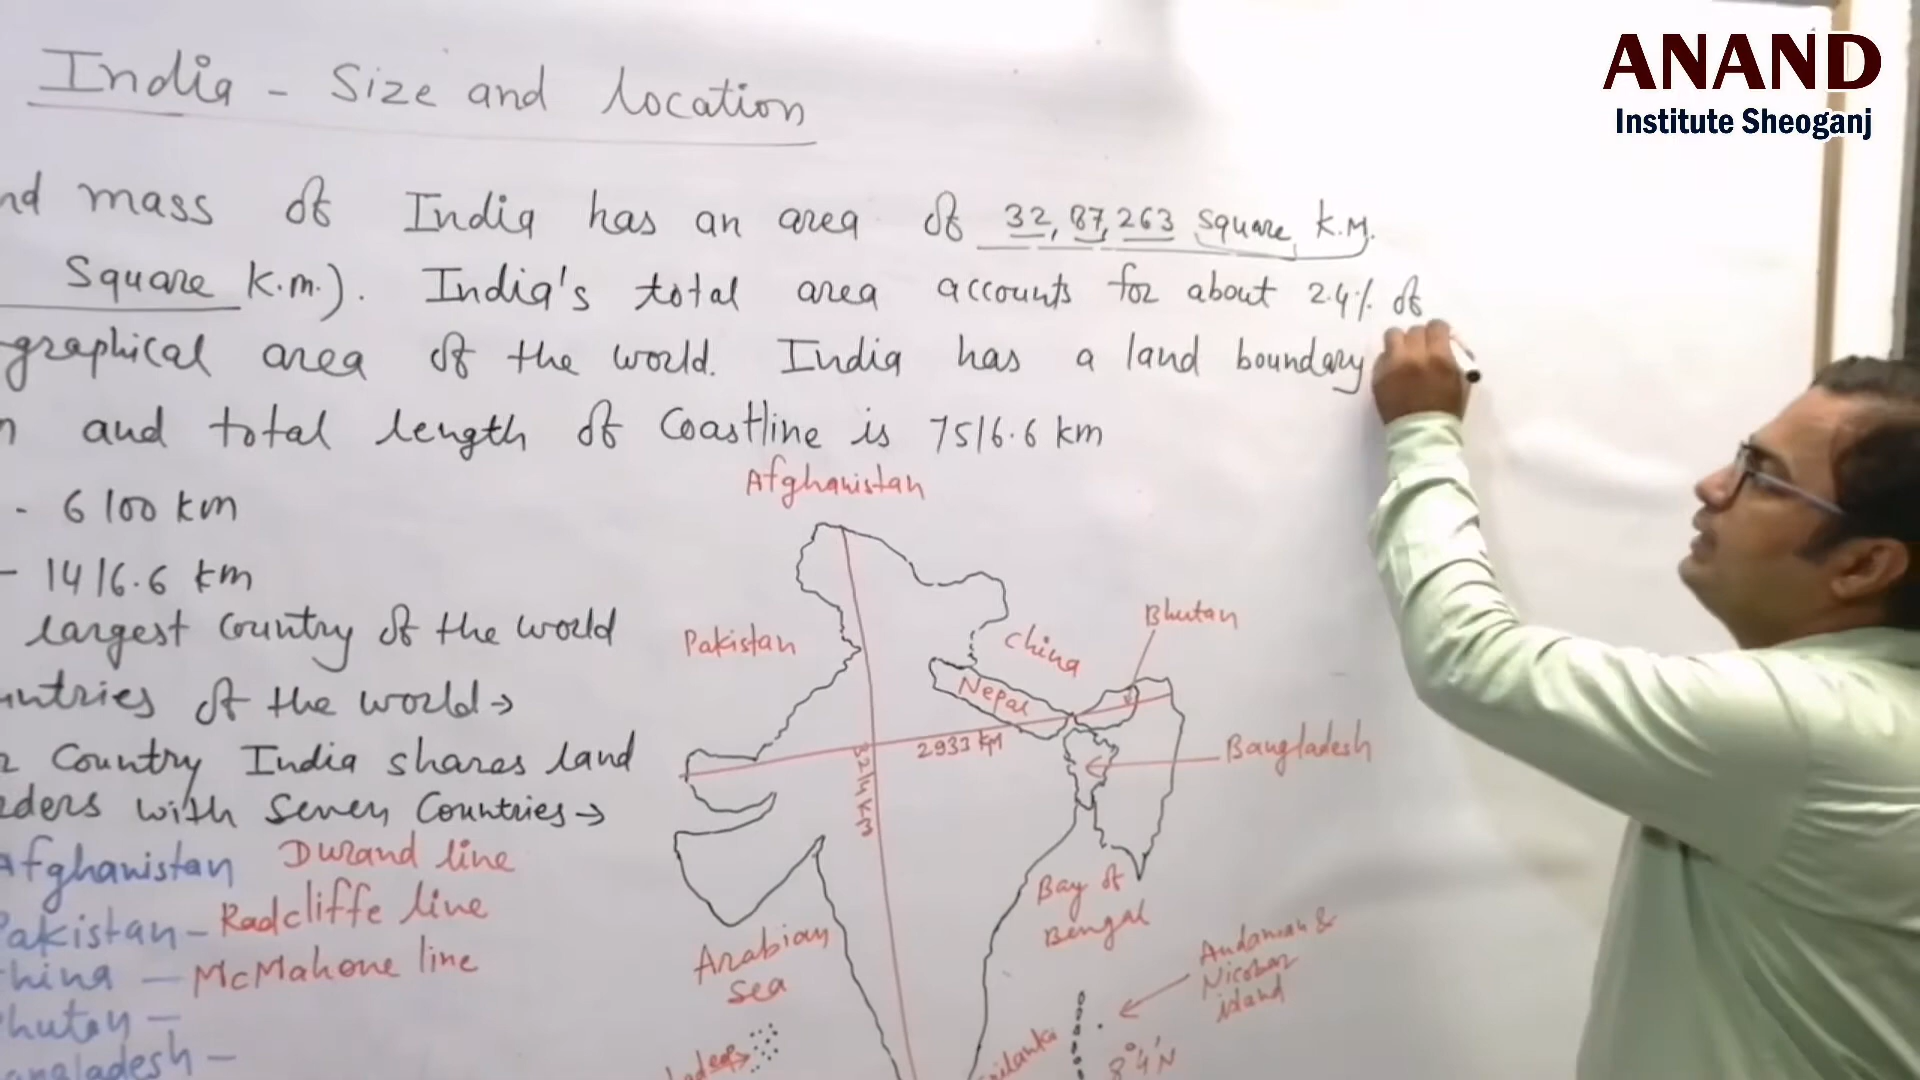 ANAND
Institute Sheoganj
India - Size and location
nd mass of India has an area of 32,87,263 square k.M.
Square k.m.). India's total area accounts for about 2.4% of
graphical area of the world. India has a land boundary
n and total length of Coastline is 7516.6 km
- 6100 km
- 1416.6 km
largest country of the world
untries of the world →
Country India shares land
rders with Seven Countries →
Afghanistan Durand line
Pakistan - Radcliffe line
hina - McMahone line
hutan -
angladesh -
Afghanistan
Pakistan
China
Nepal
Bhutan
2933 km
3214 km
Bangladesh
Bay of
Bengal
Arabian
Sea
Andaman &
Nicobar
island
rilanka
8°4'N